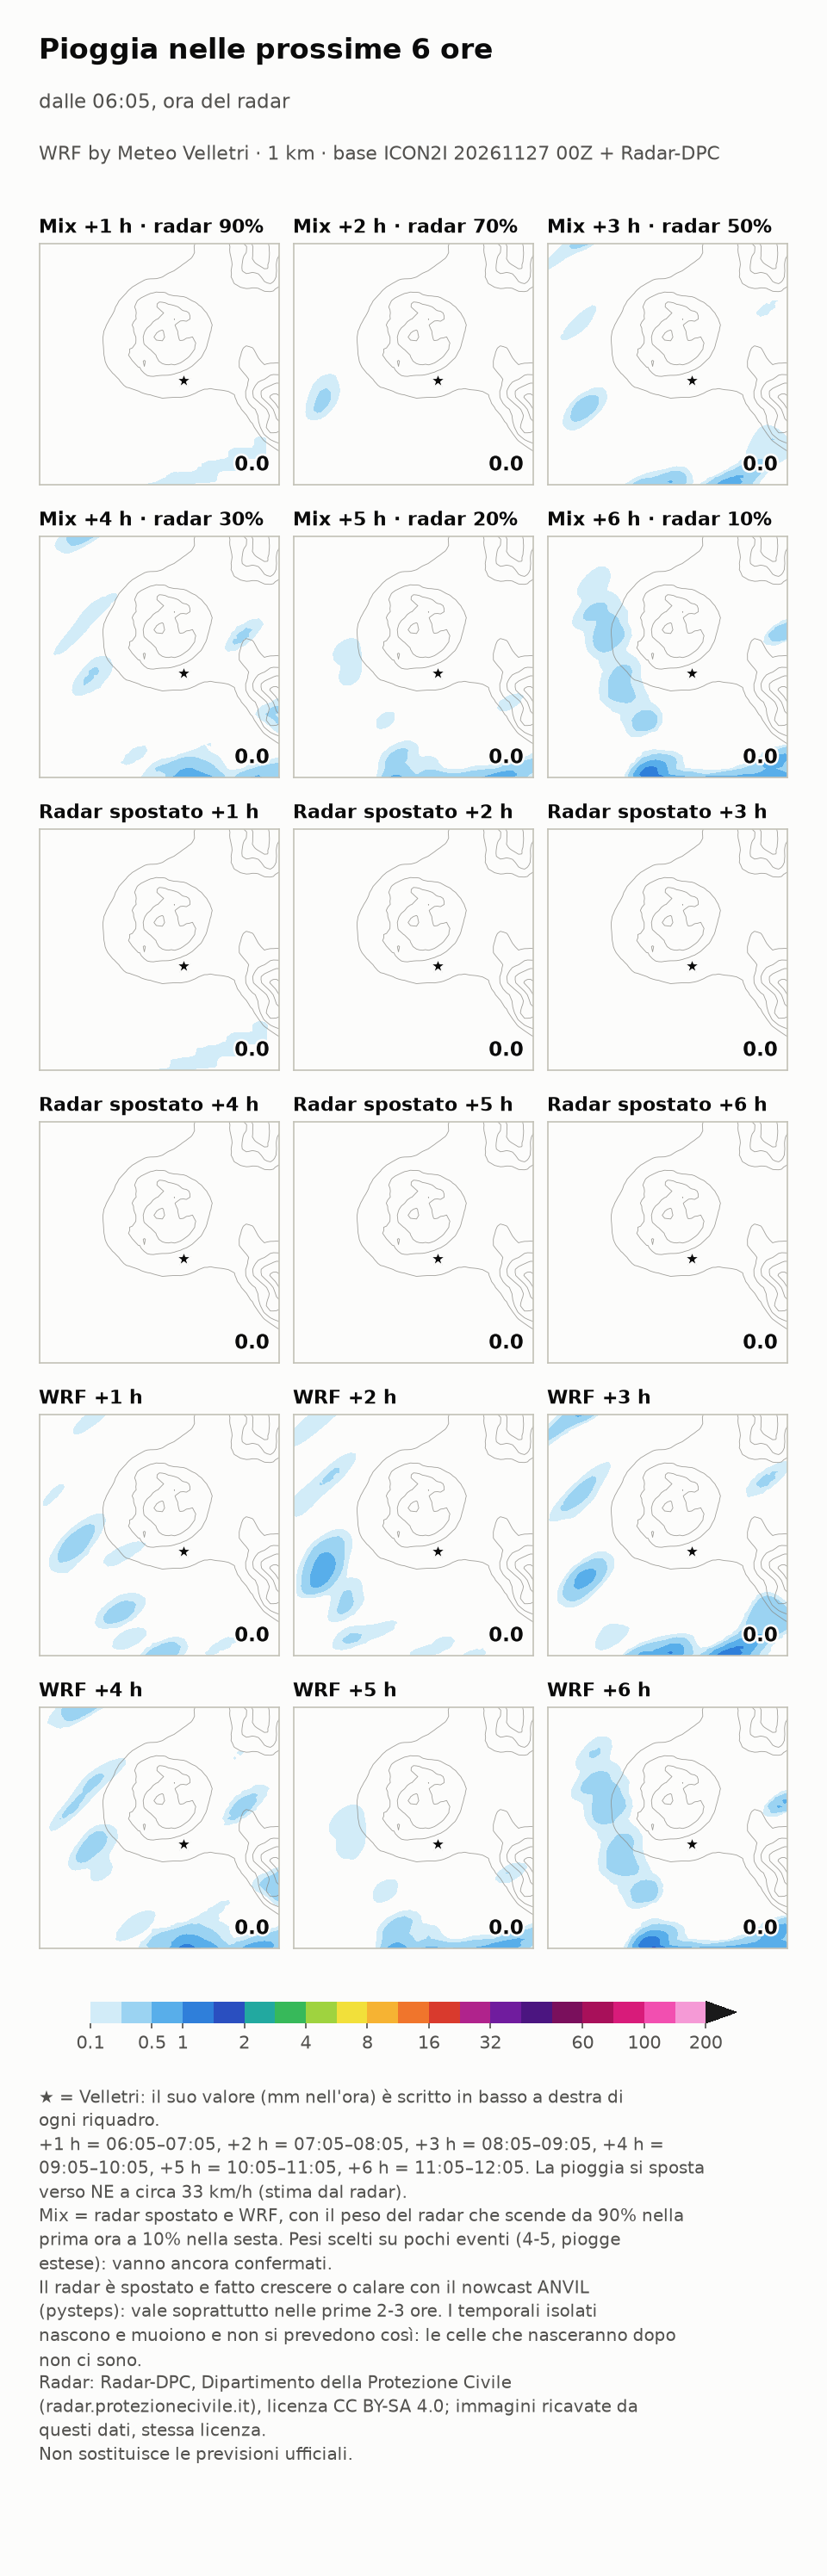 Pioggia nelle prossime 6 ore
dalle 06:05, ora del radar
WRF by Meteo Velletri · 1 km · base ICON2I 20261127 00Z + Radar-DPC
Mix +1 h · radar 90%
Mix +2 h · radar 70%
Mix +3 h · radar 50%
0.0
0.0
0.0
Mix +4 h · radar 30%
Mix +5 h · radar 20%
Mix +6 h · radar 10%
0.0
0.0
0.0
Radar spostato +1 h
Radar spostato +2 h
Radar spostato +3 h
0.0
0.0
0.0
Radar spostato +4 h
Radar spostato +5 h
Radar spostato +6 h
0.0
0.0
0.0
WRF +1 h
WRF +2 h
WRF +3 h
0.0
0.0
0.0
WRF +4 h
WRF +5 h
WRF +6 h
0.0
0.0
0.0
0.1 0.5 1 2 4 8 16 32 60 100 200
★ = Velletri: il suo valore (mm nell'ora) è scritto in basso a destra di
ogni riquadro.
+1 h = 06:05–07:05, +2 h = 07:05–08:05, +3 h = 08:05–09:05, +4 h =
09:05–10:05, +5 h = 10:05–11:05, +6 h = 11:05–12:05. La pioggia si sposta
verso NE a circa 33 km/h (stima dal radar).
Mix = radar spostato e WRF, con il peso del radar che scende da 90% nella
prima ora a 10% nella sesta. Pesi scelti su pochi eventi (4-5, piogge
estese): vanno ancora confermati.
Il radar è spostato e fatto crescere o calare con il nowcast ANVIL
(pysteps): vale soprattutto nelle prime 2-3 ore. I temporali isolati
nascono e muoiono e non si prevedono così: le celle che nasceranno dopo
non ci sono.
Radar: Radar-DPC, Dipartimento della Protezione Civile
(radar.protezionecivile.it), licenza CC BY-SA 4.0; immagini ricavate da
questi dati, stessa licenza.
Non sostituisce le previsioni ufficiali.